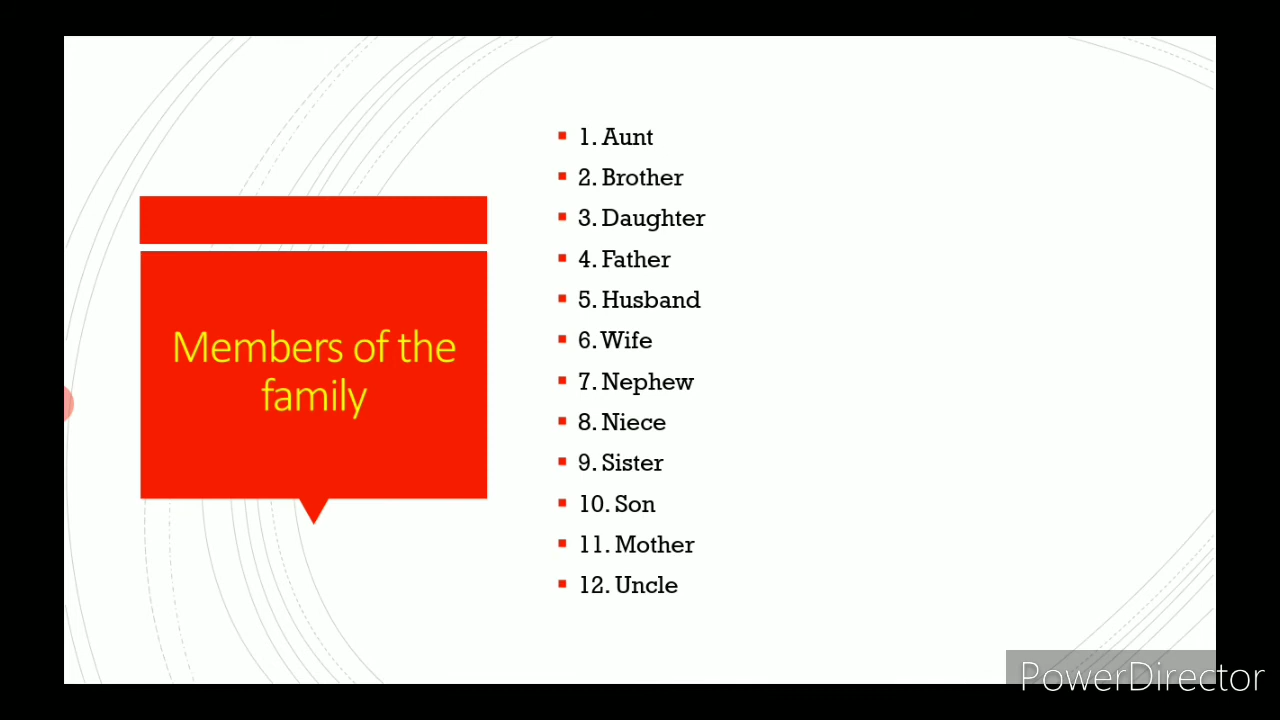 Members of the
family
1. Aunt
2. Brother
3. Daughter
4. Father
5. Husband
6. Wife
7. Nephew
8. Niece
9. Sister
10. Son
11. Mother
12. Uncle
PowerDirector